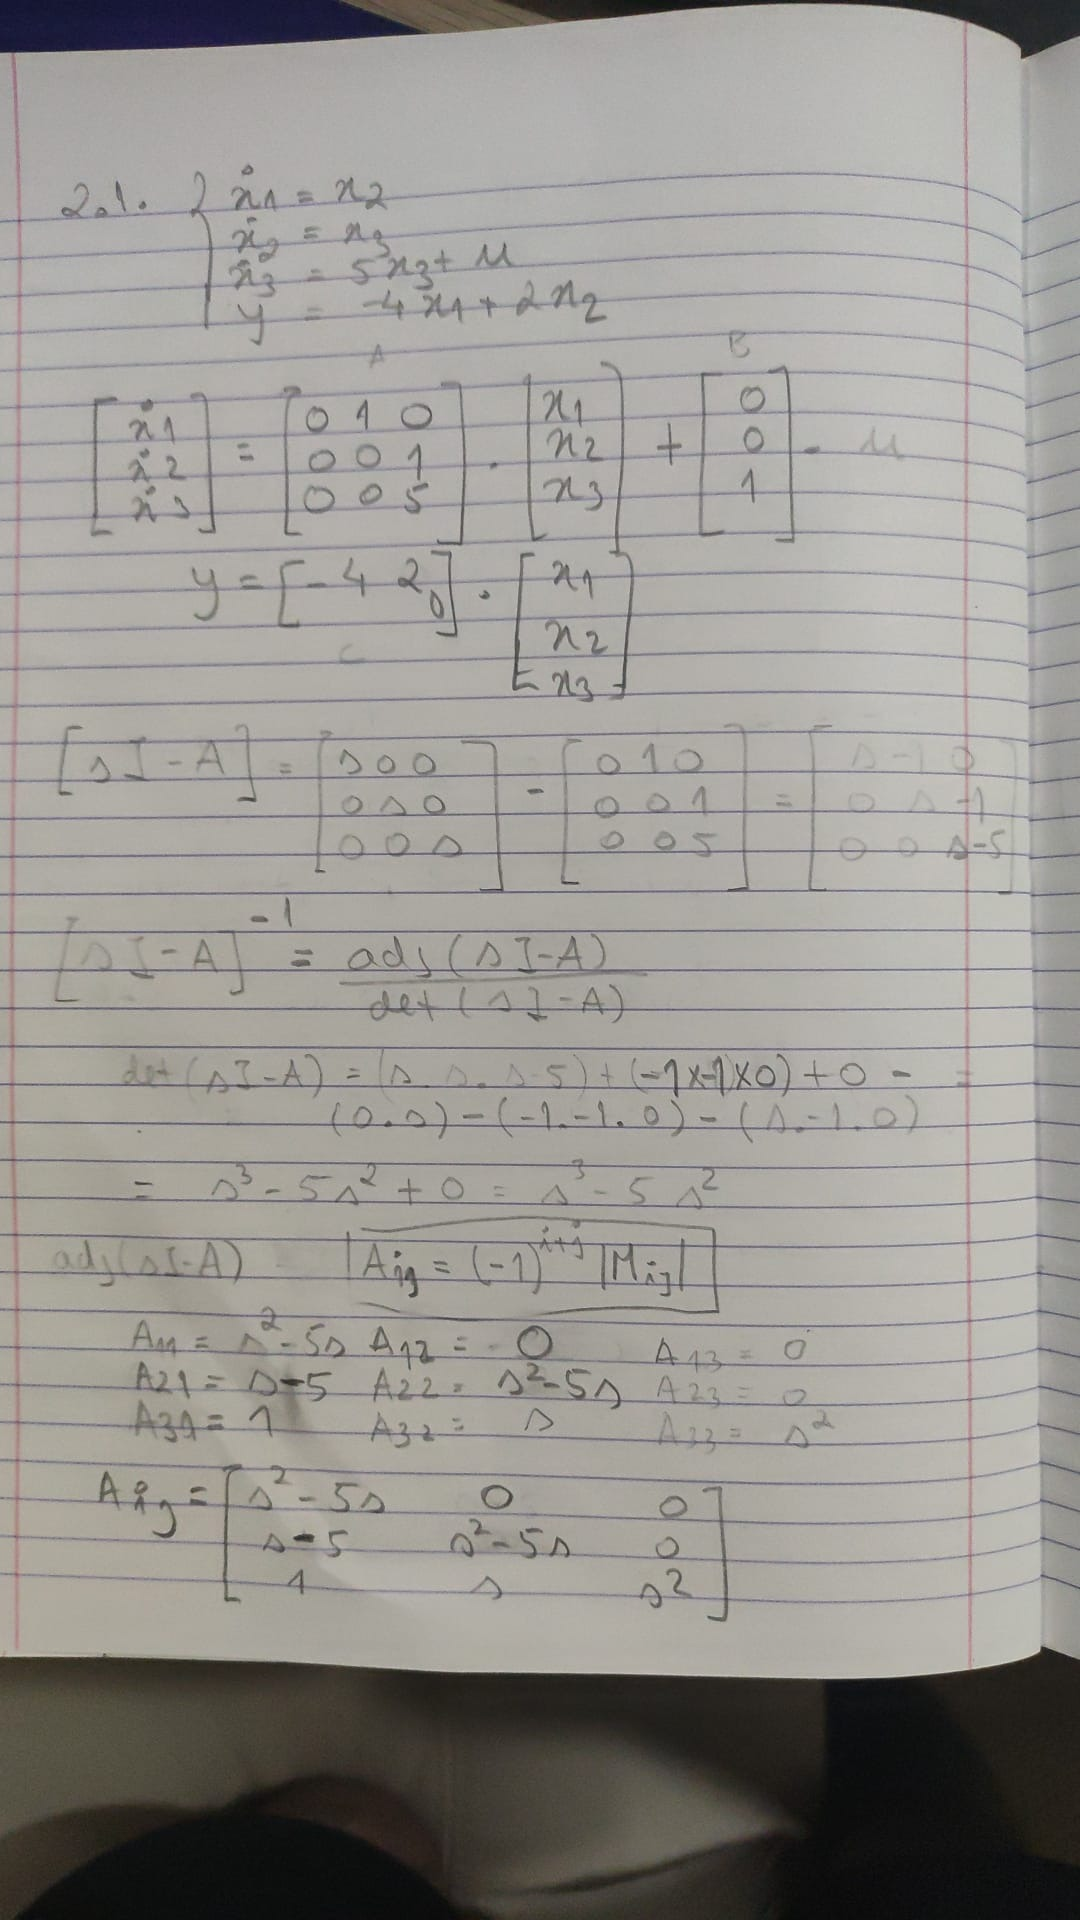 2.1. { ẋ1 = x2
ẋ2 = x3
ẋ3 = 5x3 + u
y = -4x1 + 2x2
A B
[ẋ1 [0 1 0 [x1 [0
ẋ2 = 0 0 1 . x2 + 0 . u
ẋ3] 0 0 5] x3] 1]
y = [-4 2 0] . [x1
C x2
x3]
[sI-A] = [s 0 0 [0 1 0 [s -1 0
0 s 0 - 0 0 1 = 0 s -1
0 0 s] 0 0 5] 0 0 s-5]
[sI-A]^-1 = adj(sI-A)
det(sI-A)
det(sI-A) = (s.s.s-5) + (-1x-1x0) + 0 - =
(0.s) - (-1.-1.0) - (s.-1.0)
= s³ - 5s² + 0 = s³ - 5s²
adj(sI-A) Aij = (-1)^i+j |Mij|
A11 = s²-5s A12 = -0 A13 = 0
A21 = s-5 A22 = s²-5s A23 = 0
A31 = 1 A32 = s A33 = s²
Aij = [s²-5s 0 0
s-5 s²-5s 0
1 s s²]